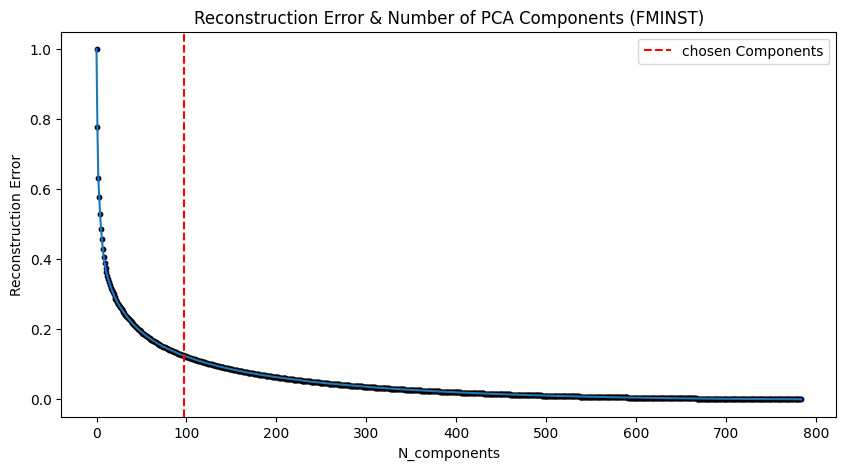 Reconstruction Error & Number of PCA Components (FMINST)
chosen Components
Reconstruction Error
1.0
0.8
0.6
0.4
0.2
0.0
0 100 200 300 400 500 600 700 800
N_components